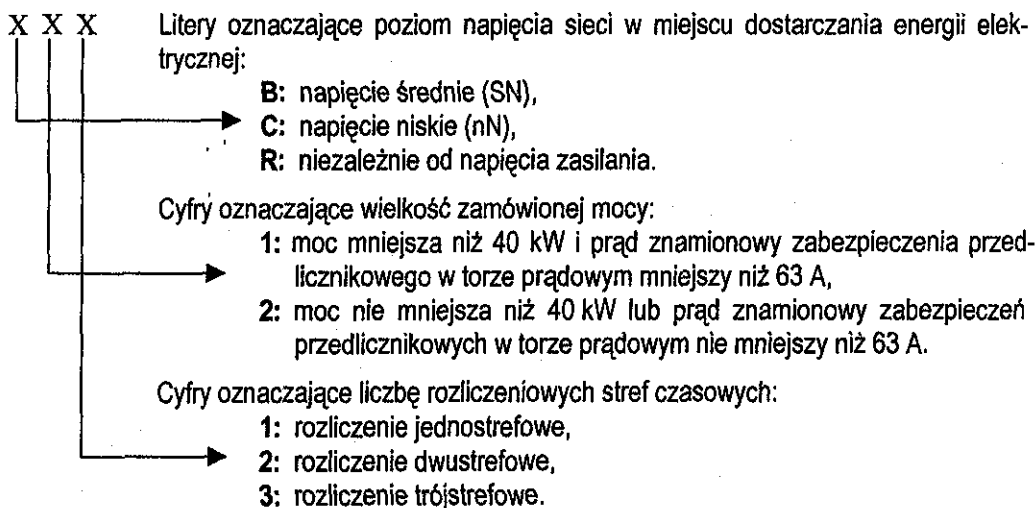 X X X Litery oznaczające poziom napięcia sieci w miejscu dostarczania energii elek-
trycznej:
B: napięcie średnie (SN),
C: napięcie niskie (nN),
R: niezależnie od napięcia zasilania.
Cyfry oznaczające wielkość zamówionej mocy:
1: moc mniejsza niż 40 kW i prąd znamionowy zabezpieczenia przed-
licznikowego w torze prądowym mniejszy niż 63 A,
2: moc nie mniejsza niż 40 kW lub prąd znamionowy zabezpieczeń
przedlicznikowych w torze prądowym nie mniejszy niż 63 A.
Cyfry oznaczające liczbę rozliczeniowych stref czasowych:
1: rozliczenie jednostrefowe,
2: rozliczenie dwustrefowe,
3: rozliczenie trójstrefowe.